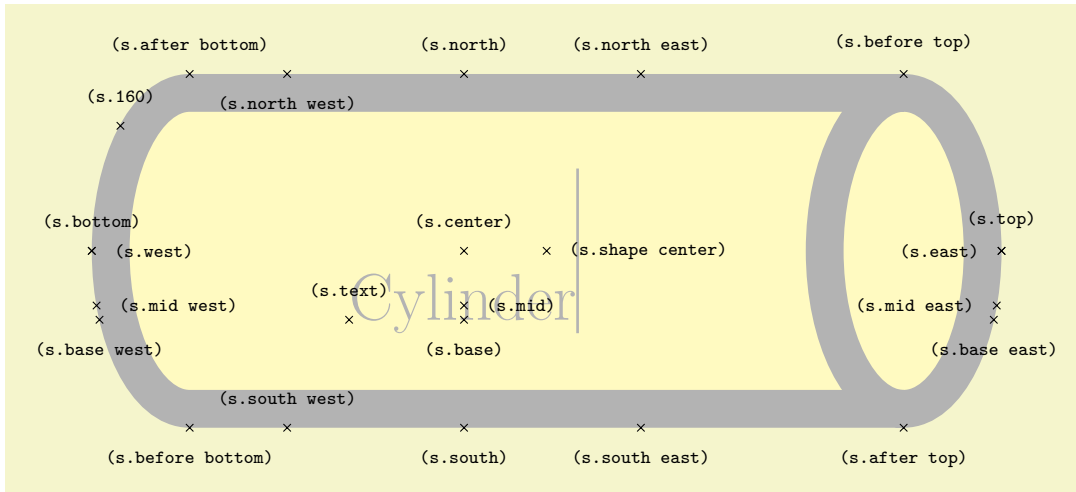 (s.after bottom) (s.north) (s.north east) (s.before top)
(s.160) (s.north west)
(s.bottom) (s.center) (s.top)
(s.west) (s.shape center) (s.east)
(s.text)
Cylinder
(s.mid west) (s.mid) (s.mid east)
(s.base west) (s.base) (s.base east)
(s.south west)
(s.before bottom) (s.south) (s.south east) (s.after top)